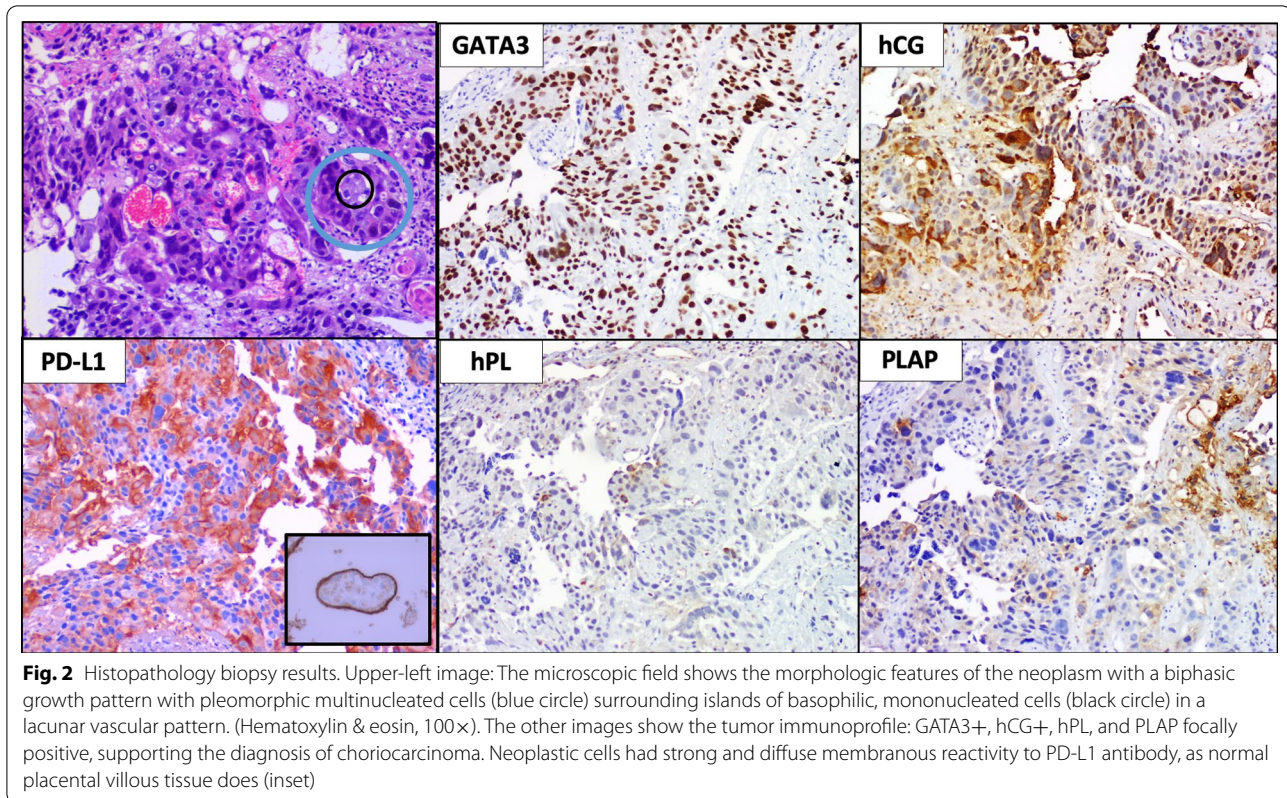 GATA3
hCG
PD-L1
hPL
PLAP
Fig. 2 Histopathology biopsy results. Upper-left image: The microscopic field shows the morphologic features of the neoplasm with a biphasic
growth pattern with pleomorphic multinucleated cells (blue circle) surrounding islands of basophilic, mononucleated cells (black circle) in a
lacunar vascular pattern. (Hematoxylin & eosin, 100×). The other images show the tumor immunoprofile: GATA3+, hCG+, hPL, and PLAP focally
positive, supporting the diagnosis of choriocarcinoma. Neoplastic cells had strong and diffuse membranous reactivity to PD-L1 antibody, as normal
placental villous tissue does (inset)